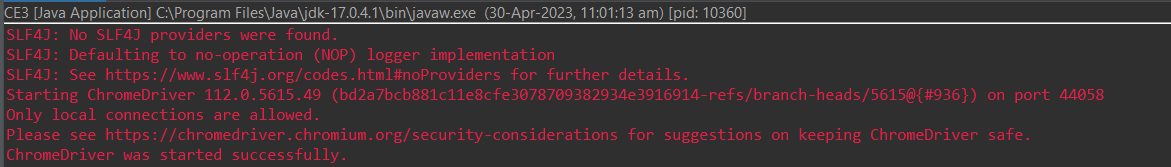 CE3 [Java Application] C:\Program Files\Java\jdk-17.0.4.1\bin\javaw.exe (30-Apr-2023, 11:01:13 am) [pid: 10360]
SLF4J: No SLF4J providers were found.
SLF4J: Defaulting to no-operation (NOP) logger implementation
SLF4J: See https://www.slf4j.org/codes.html#noProviders for further details.
Starting ChromeDriver 112.0.5615.49 (bd2a7bcb881c11e8cfe3078709382934e3916914-refs/branch-heads/5615@{#936}) on port 44058
Only local connections are allowed.
Please see https://chromedriver.chromium.org/security-considerations for suggestions on keeping ChromeDriver safe.
ChromeDriver was started successfully.